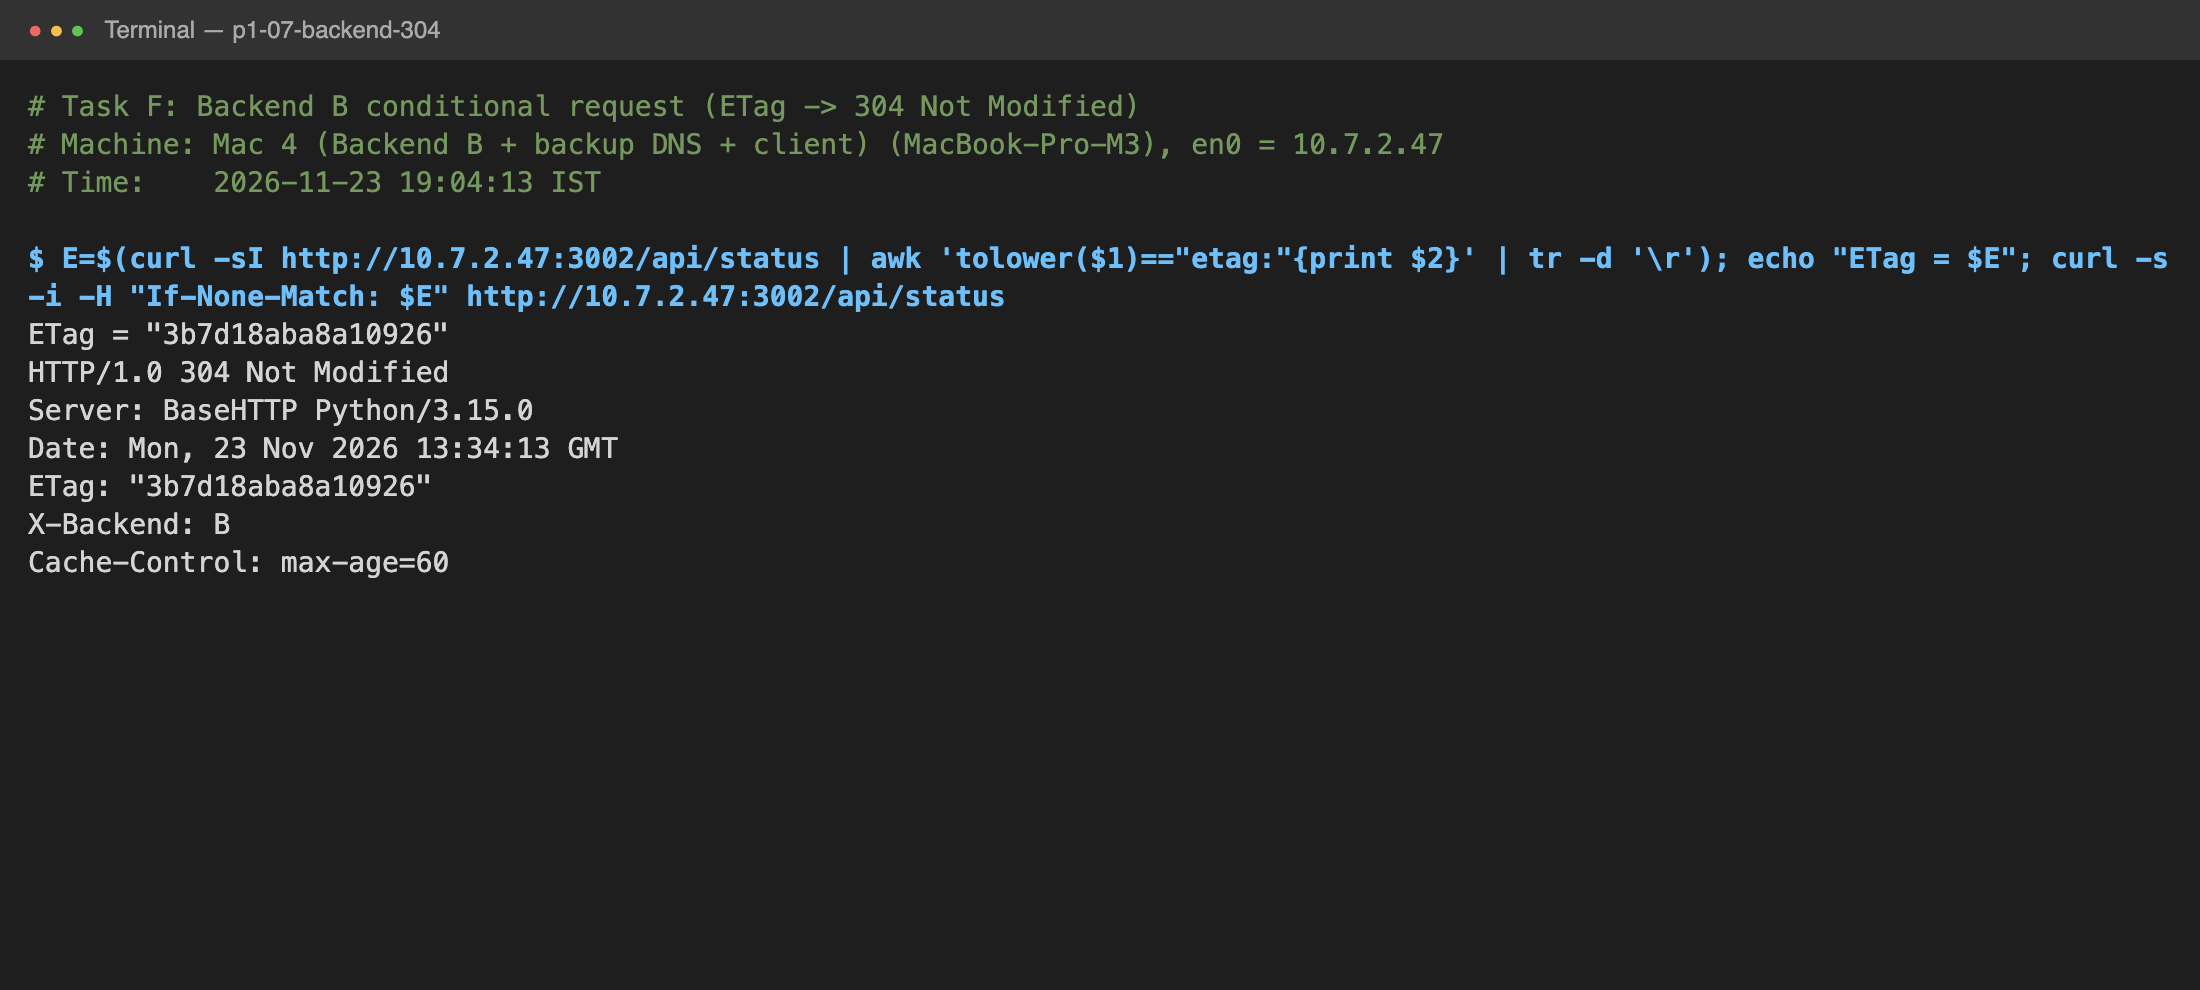 Terminal — p1-07-backend-304
# Task F: Backend B conditional request (ETag -> 304 Not Modified)
# Machine: Mac 4 (Backend B + backup DNS + client) (MacBook-Pro-M3), en0 = 10.7.2.47
# Time:    2026-11-23 19:04:13 IST
$ E=$(curl -sI http://10.7.2.47:3002/api/status | awk 'tolower($1)=="etag:"{print $2}' | tr -d '\r'); echo "ETag = $E"; curl -s
-i -H "If-None-Match: $E" http://10.7.2.47:3002/api/status
ETag = "3b7d18aba8a10926"
HTTP/1.0 304 Not Modified
Server: BaseHTTP Python/3.15.0
Date: Mon, 23 Nov 2026 13:34:13 GMT
ETag: "3b7d18aba8a10926"
X-Backend: B
Cache-Control: max-age=60